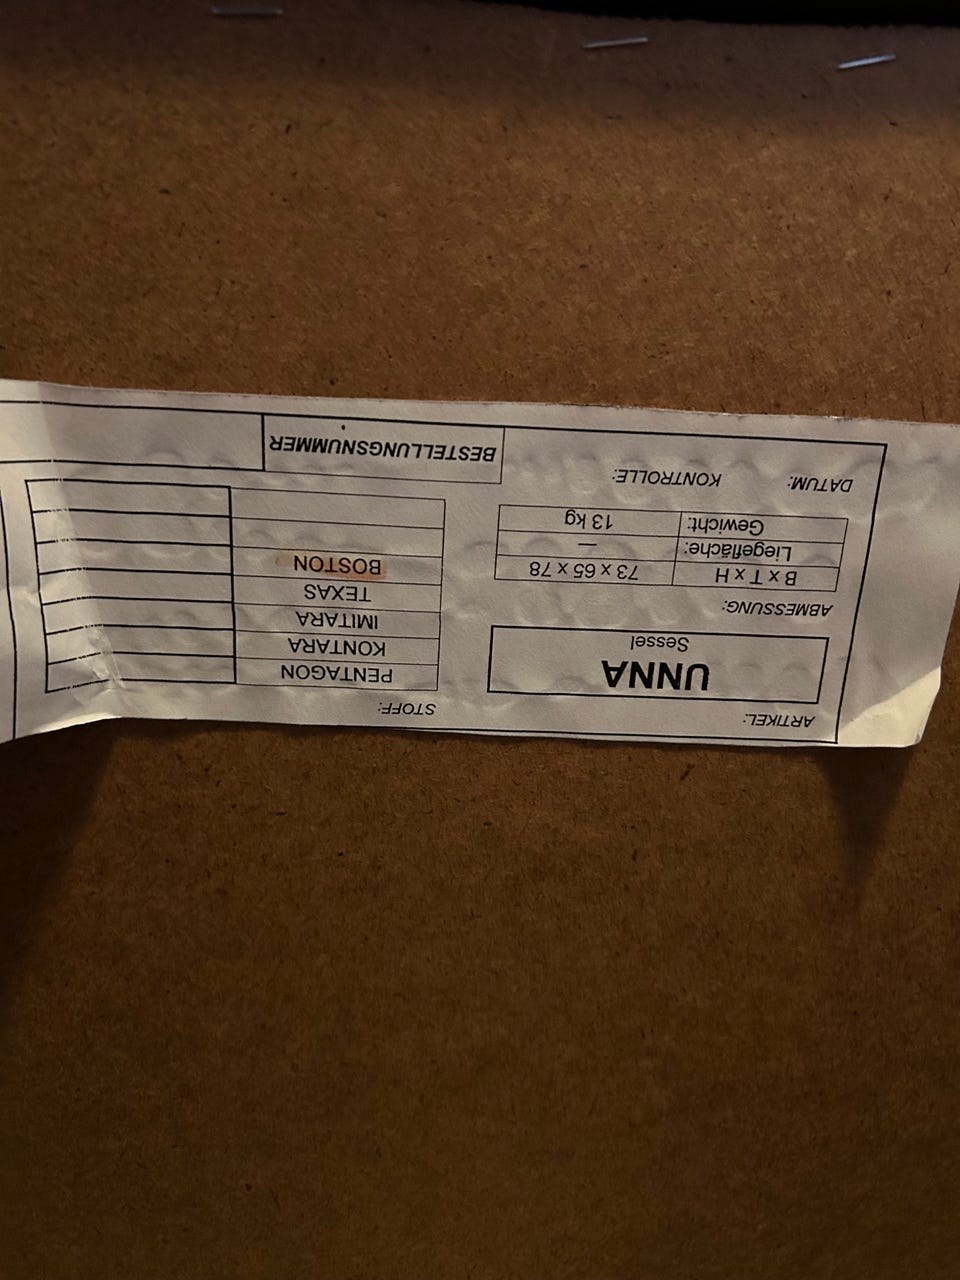 ARTIKEL:
UNNA
Sessel
ABMESSUNG:
B x T x H 73 x 65 x 78
Liegefläche: —
Gewicht: 13 kg
DATUM: KONTROLLE:
STOFF:
PENTAGON
KONTARA
IMITARA
TEXAS
BOSTON
BESTELLUNGSNUMMER